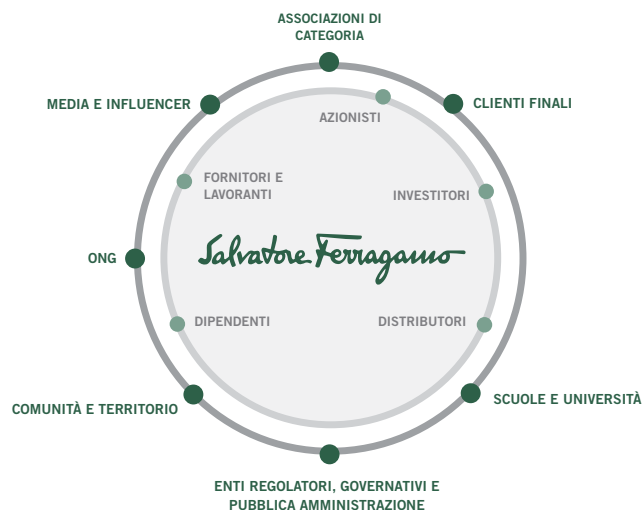 ASSOCIAZIONI DI
CATEGORIA
MEDIA E INFLUENCER
CLIENTI FINALI
AZIONISTI
FORNITORI E
LAVORANTI
INVESTITORI
Salvatore Ferragamo
ONG
DIPENDENTI
DISTRIBUTORI
COMUNITÀ E TERRITORIO
SCUOLE E UNIVERSITÀ
ENTI REGOLATORI, GOVERNATIVI E
PUBBLICA AMMINISTRAZIONE